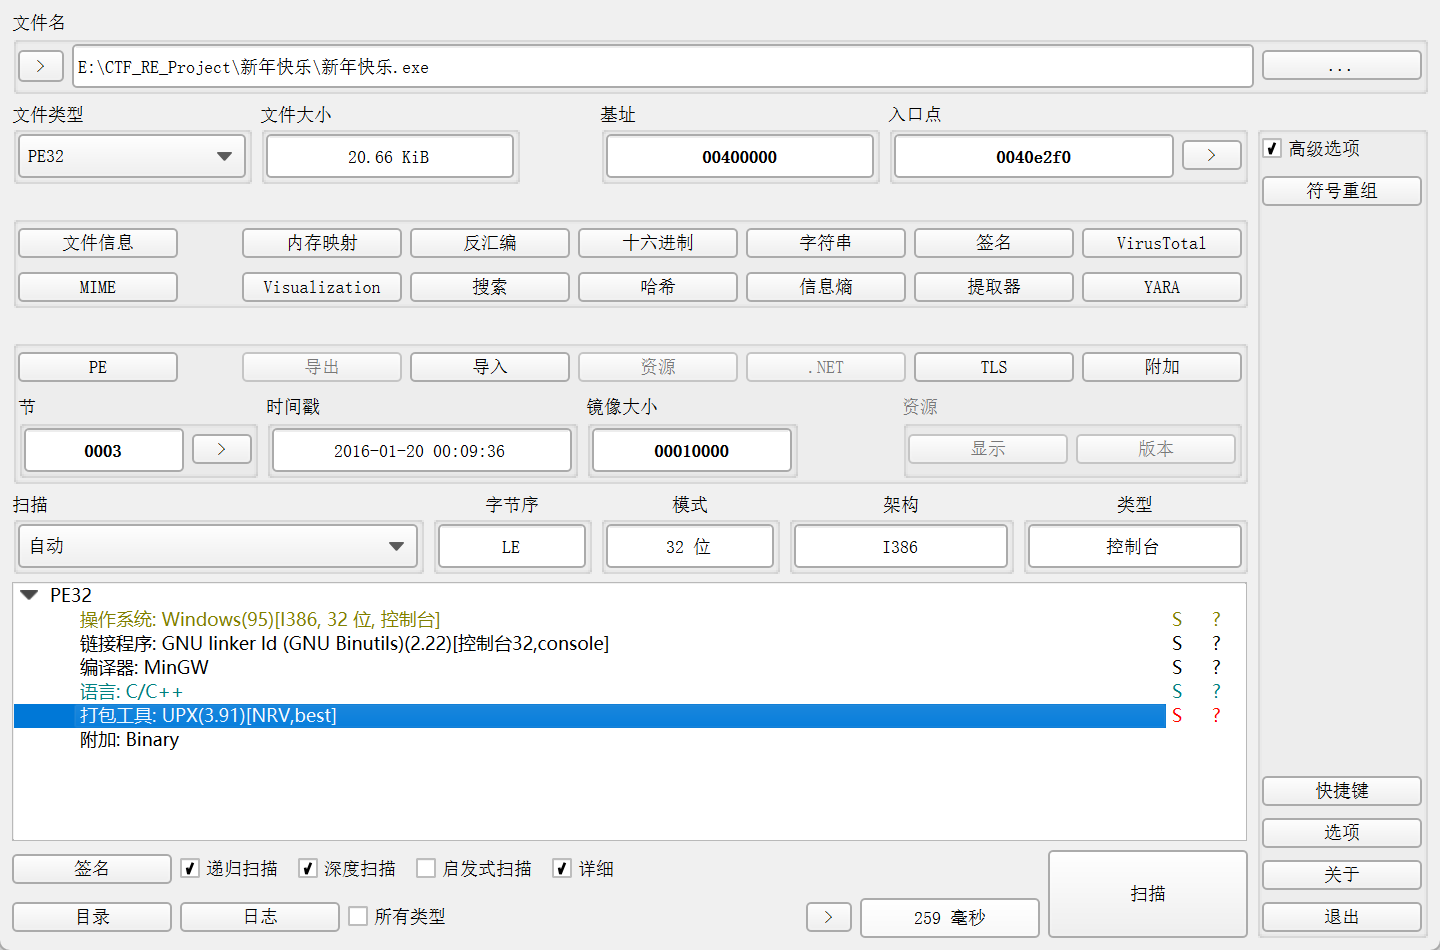 文件名
> E:\CTF_RE_Project\新年快乐\新年快乐.exe ...
文件类型 文件大小 基址 入口点
PE32 20.66 KiB 00400000 0040e2f0 >
高级选项
符号重组
文件信息 内存映射 反汇编 十六进制 字符串 签名 VirusTotal
MIME Visualization 搜索 哈希 信息熵 提取器 YARA
PE 导出 导入 资源 .NET TLS 附加
节 时间戳 镜像大小 资源
0003 > 2016-01-20 00:09:36 00010000 显示 版本
扫描 字节序 模式 架构 类型
自动 LE 32 位 I386 控制台
PE32
操作系统: Windows(95)[I386, 32 位, 控制台] S ?
链接程序: GNU linker ld (GNU Binutils)(2.22)[控制台32,console] S ?
编译器: MinGW S ?
语言: C/C++ S ?
打包工具: UPX(3.91)[NRV,best] S ?
附加: Binary
快捷键
选项
关于
退出
签名 递归扫描 深度扫描 启发式扫描 详细
目录 日志 所有类型 > 259 毫秒 扫描